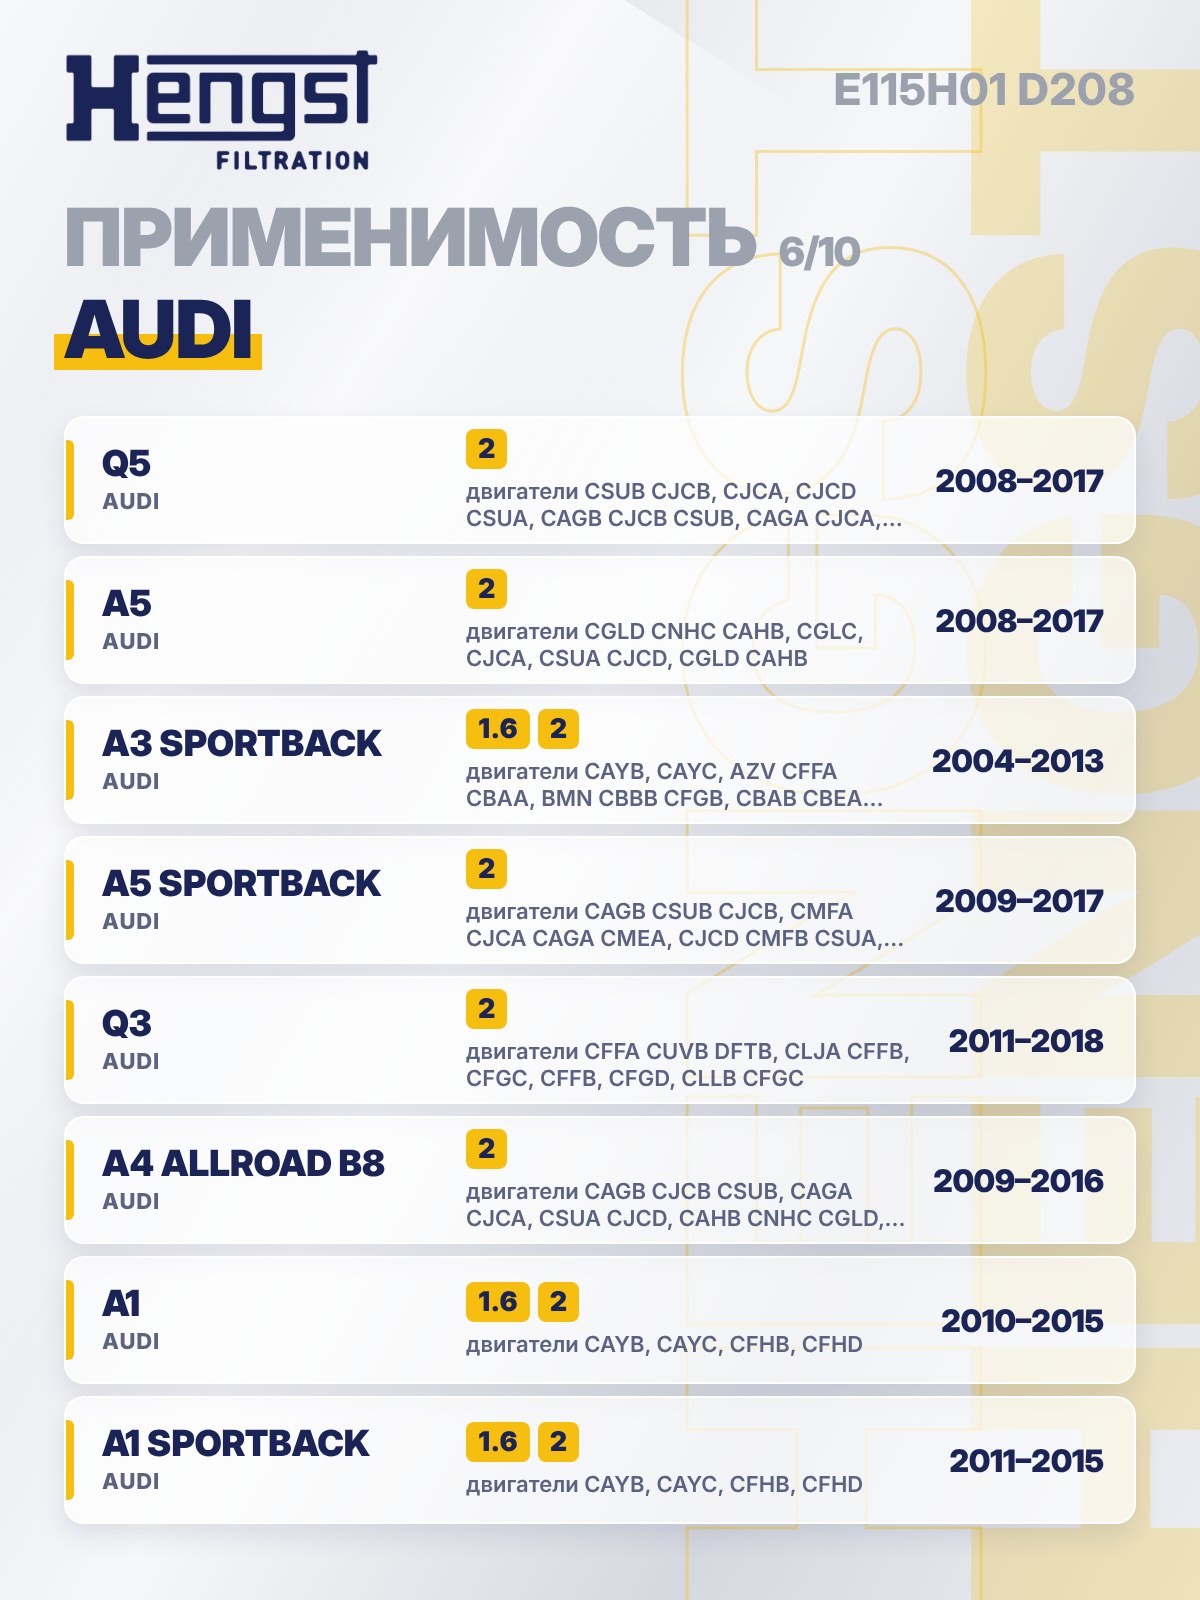 Hengst
FILTRATION
E115H01 D208
ПРИМЕНИМОСТЬ 6/10
AUDI
Q5
AUDI
2
двигатели CSUB CJCB, CJCA, CJCD
CSUA, CAGB CJCB CSUB, CAGA CJCA,...
2008–2017
A5
AUDI
2
двигатели CGLD CNHC CAHB, CGLC,
CJCA, CSUA CJCD, CGLD CAHB
2008–2017
A3 SPORTBACK
AUDI
1.6 2
двигатели CAYB, CAYC, AZV CFFA
CBAA, BMN CBBB CFGB, CBAB CBEA...
2004–2013
A5 SPORTBACK
AUDI
2
двигатели CAGB CSUB CJCB, CMFA
CJCA CAGA CMEA, CJCD CMFB CSUA,...
2009–2017
Q3
AUDI
2
двигатели CFFA CUVB DFTB, CLJA CFFB,
CFGC, CFFB, CFGD, CLLB CFGC
2011–2018
A4 ALLROAD B8
AUDI
2
двигатели CAGB CJCB CSUB, CAGA
CJCA, CSUA CJCD, CAHB CNHC CGLD,...
2009–2016
A1
AUDI
1.6 2
двигатели CAYB, CAYC, CFHB, CFHD
2010–2015
A1 SPORTBACK
AUDI
1.6 2
двигатели CAYB, CAYC, CFHB, CFHD
2011–2015
HENGST
HENGST